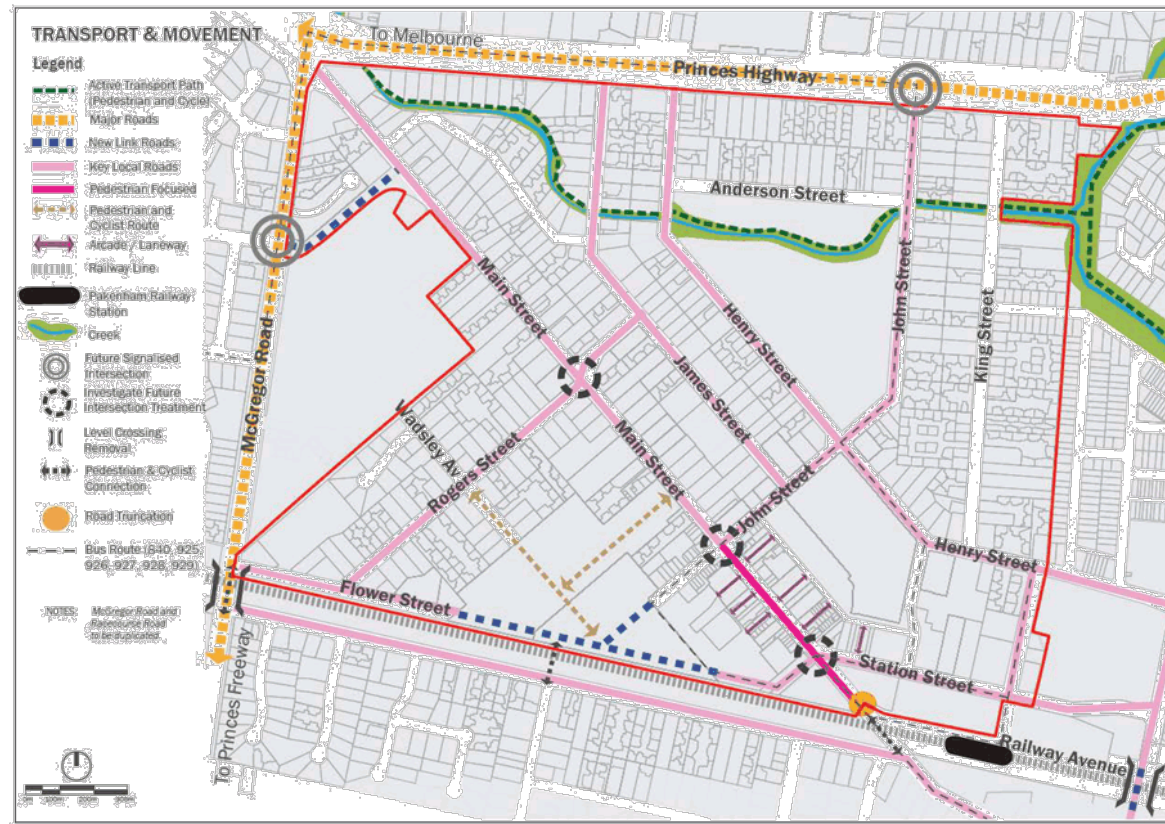 TRANSPORT & MOVEMENT
Legend
Active Transport Path
(Pedestrian and Cycle)
Major Roads
New Link Roads
Key Local Roads
Pedestrian Focused
Pedestrian and
Cyclist Route
Arcade / Laneway
Railway Line
Pakenham Railway
Station
Creek
Future Signalised
Intersection
Investigate Future
Intersection Treatment
Level Crossing
Removal
Pedestrian & Cyclist
Connection
Road Truncation
Bus Route (840, 925,
926, 927, 928, 929)
NOTES: McGregor Road and
Racecourse Road
to be duplicated
0m 100m 200m 300m
To Melbourne
Princes Highway
Anderson Street
John Street
King Street
Main Street
Henry Street
James Street
McGregor Road
Wadsley Av
Rogers Street
Main Street
John Street
Henry Street
Flower Street
Station Street
Railway Avenue
To Princes Freeway